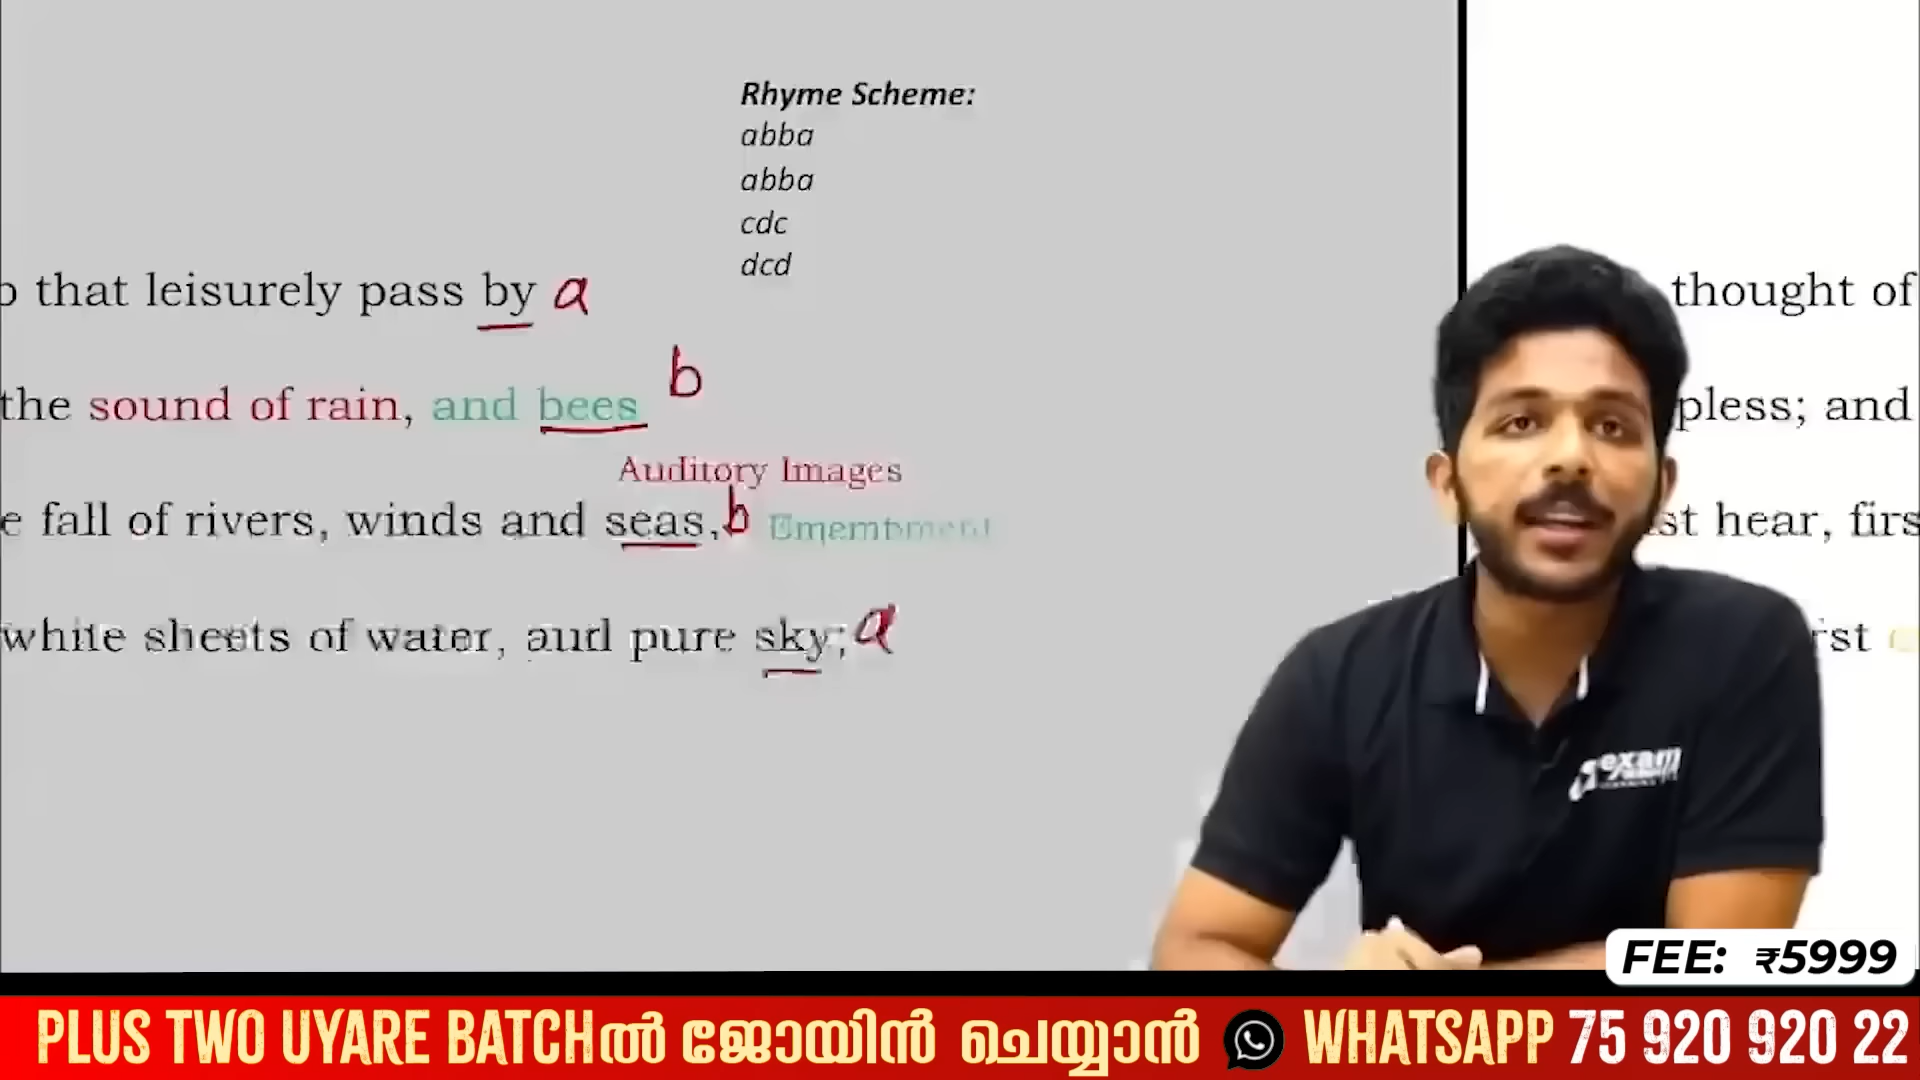 Rhyme Scheme:
abba
abba
cdc
dcd
that leisurely pass by a
the sound of rain, and bees b
Auditory Images
e fall of rivers, winds and seas, b
white sheets of water, and pure sky; a
thought of
pless; and
st hear, firs
rst
exam
FEE: ₹5999
PLUS TWO UYARE BATCHൽ ജോയിൻ ചെയ്യാൻ WHATSAPP 75 920 920 22